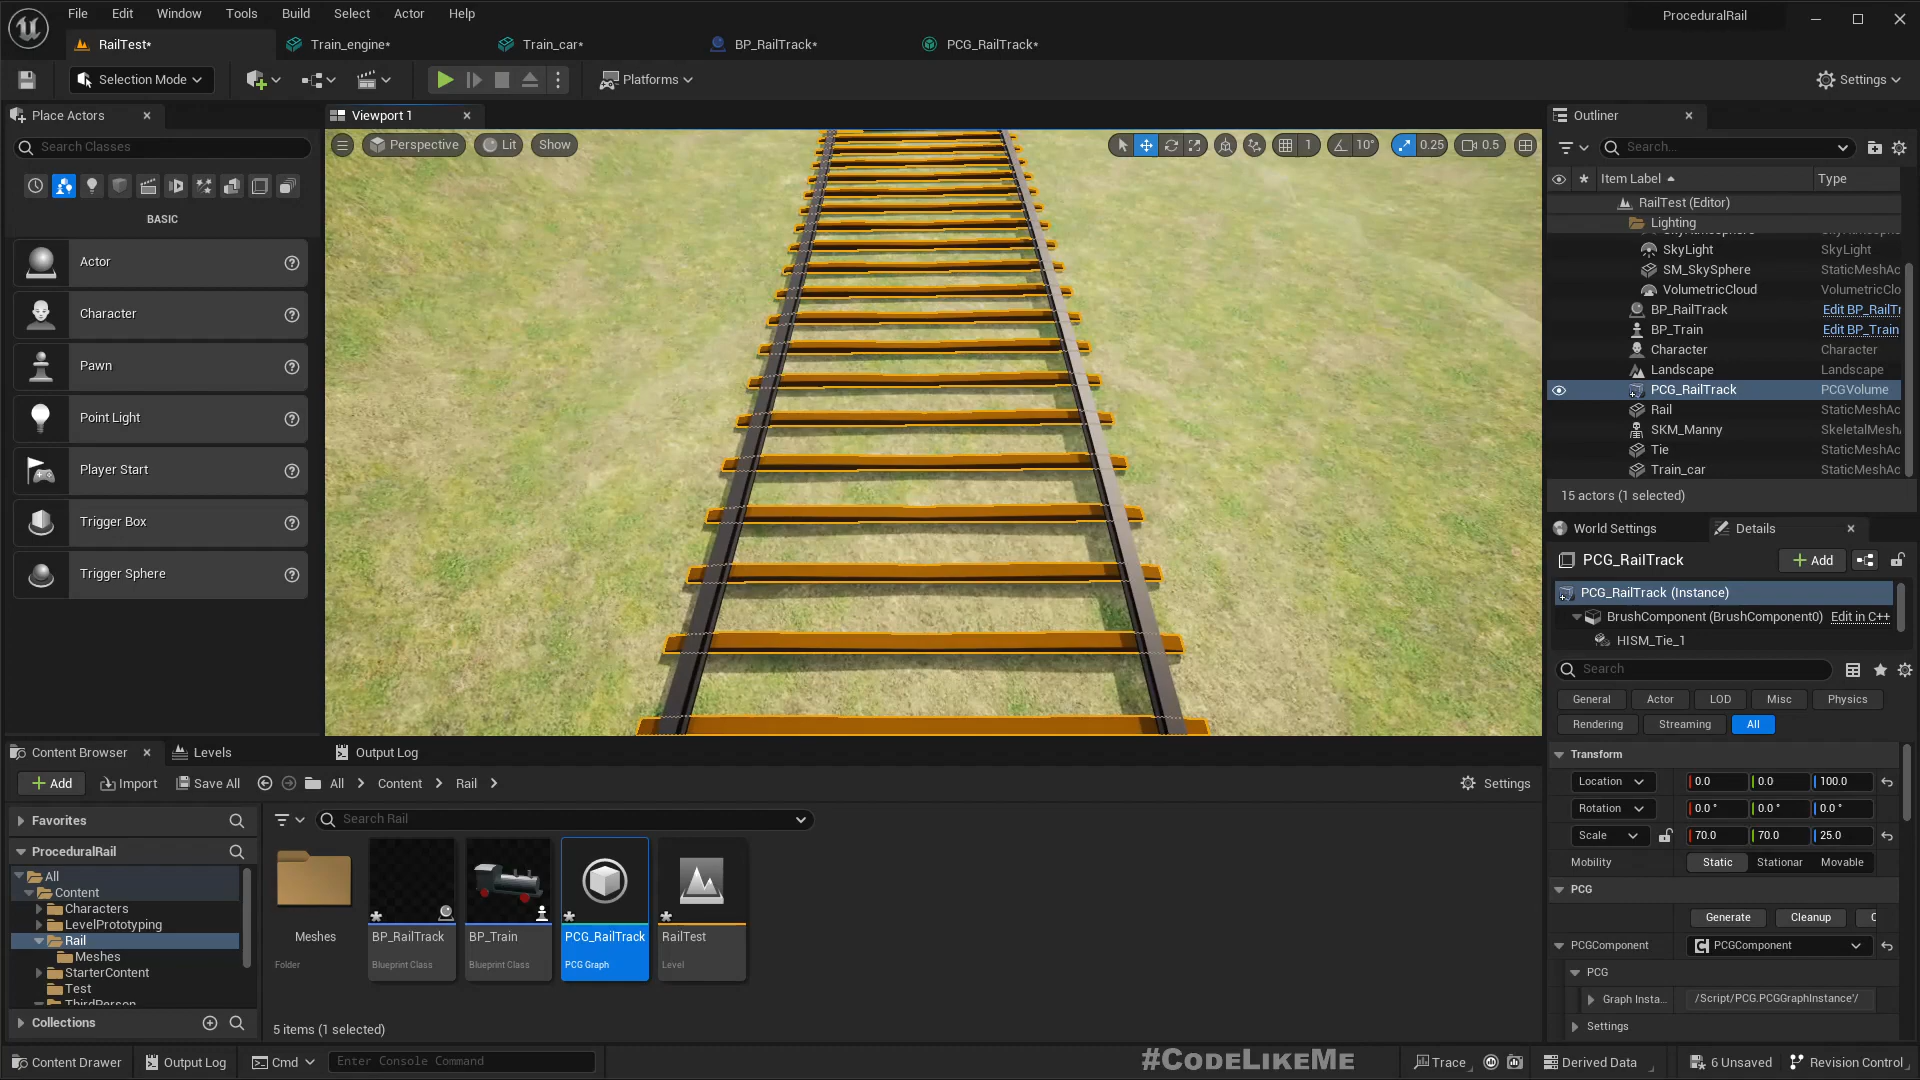 File Edit Window Tools Build Select Actor Help ProceduralRail
RailTest* Train_engine* Train_car* BP_RailTrack* PCG_RailTrack*
Selection Mode Platforms Settings
Place Actors
Search Classes
BASIC
Actor
Character
Pawn
Point Light
Player Start
Trigger Box
Trigger Sphere
Viewport 1
Perspective Lit Show 1 10° 0.25 0.5
Outliner
Search...
Item Label Type
RailTest (Editor)
Lighting
SkyLight SkyLight
SM_SkySphere StaticMeshAc
VolumetricCloud VolumetricClo
BP_RailTrack Edit BP_RailTr
BP_Train Edit BP_Train
Character Character
Landscape Landscape
PCG_RailTrack PCGVolume
Rail StaticMeshAc
SKM_Manny SkeletalMesh
Tie StaticMeshAc
Train_car StaticMeshAc
15 actors (1 selected)
World Settings Details
PCG_RailTrack Add
PCG_RailTrack (Instance)
BrushComponent (BrushComponent0) Edit in C++
HISM_Tie_1
Search
General Actor LOD Misc Physics
Rendering Streaming All
Transform
Location 0.0 0.0 100.0
Rotation 0.0 ° 0.0 ° 0.0 °
Scale 70.0 70.0 25.0
Mobility Static Stationar Movable
PCG
Generate Cleanup
PCGComponent PCGComponent
PCG
Graph Insta... /Script/PCG.PCGGraphInstance'/
Settings
Content Browser Levels Output Log
Add Import Save All All Content Rail Settings
Favorites
ProceduralRail
All
Content
Characters
LevelPrototyping
Rail
Meshes
StarterContent
Test
ThirdPerson
Collections
Search Rail
Meshes
Folder
BP_RailTrack
Blueprint Class
BP_Train
Blueprint Class
PCG_RailTrack
PCG Graph
RailTest
Level
5 items (1 selected)
Content Drawer Output Log Cmd Enter Console Command #CODELIKEME Trace Derived Data 6 Unsaved Revision Control